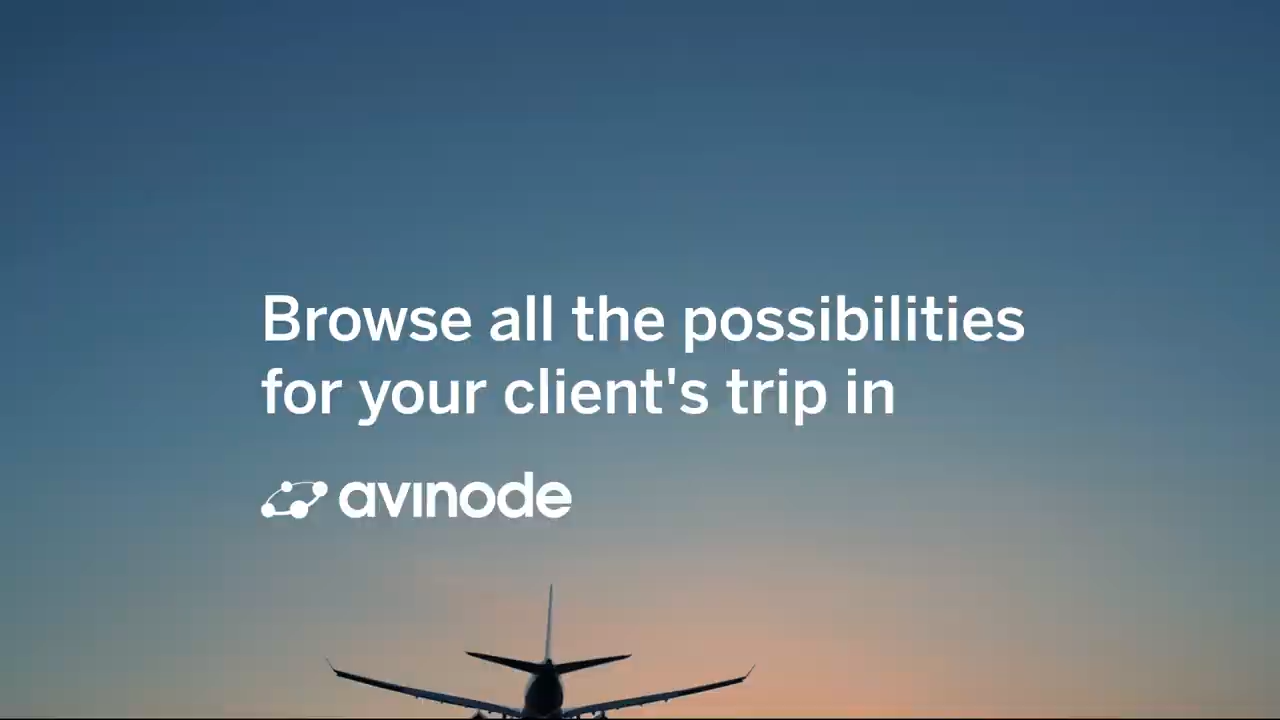 Browse all the possibilities
for your client's trip in
avinode